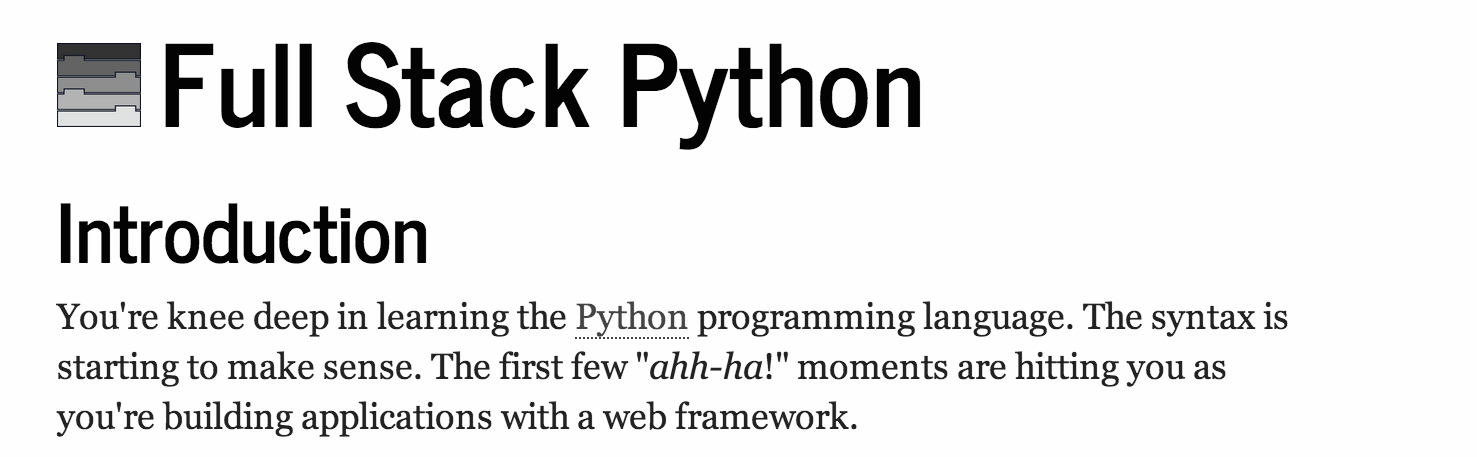 Full Stack Python
Introduction
You're knee deep in learning the Python programming language. The syntax is
starting to make sense. The first few "ahh-ha!" moments are hitting you as
you're building applications with a web framework.